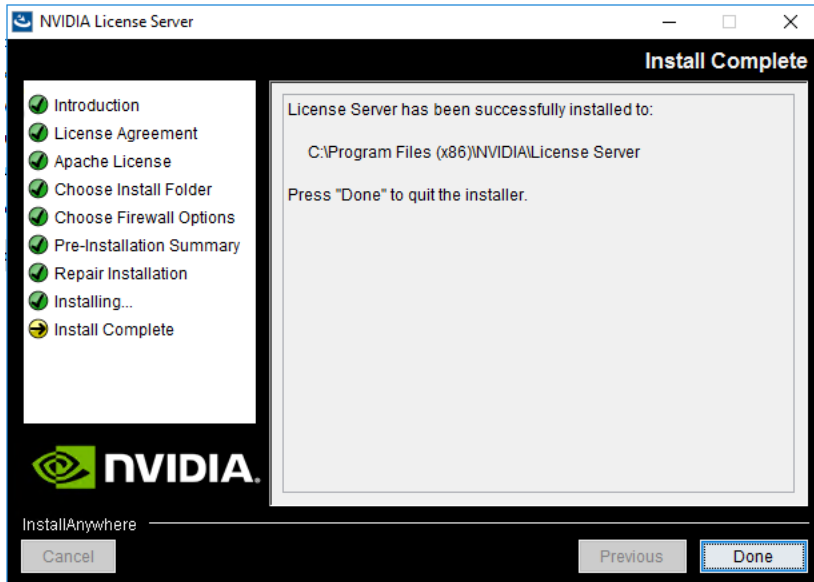 NVIDIA License Server
Install Complete
Introduction
License Agreement
Apache License
Choose Install Folder
Choose Firewall Options
Pre-Installation Summary
Repair Installation
Installing...
Install Complete
License Server has been successfully installed to:
C:\Program Files (x86)\NVIDIA\License Server
Press "Done" to quit the installer.
NVIDIA.
InstallAnywhere
Cancel
Previous
Done